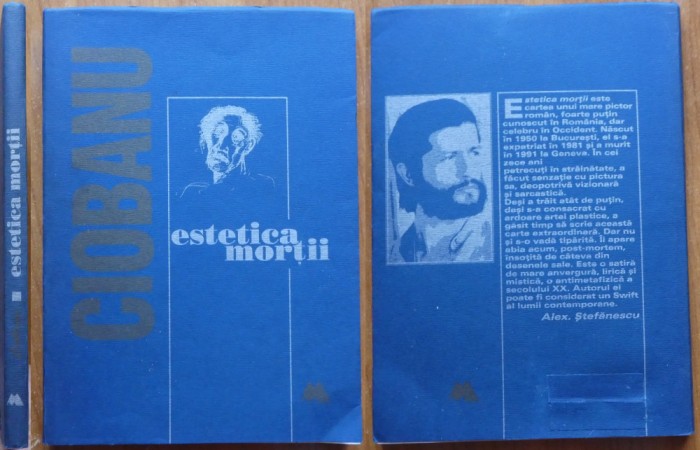 estetica morții
CIOBANU
estetica
morții
Estetica morții este
cartea unui mare pictor
român, foarte puțin
cunoscut în România, dar
celebru în Occident. Născut
în 1950 la București, el s-a
expatriat în 1981 și a murit
în 1991 la Geneva. În cei
zece ani
petrecuți în străinătate, a
făcut senzație cu pictura
sa, deopotrivă vizionară
și sarcastică.
Deși a trăit atât de puțin,
deși s-a consacrat cu
ardoare artei plastice, a
găsit timp să scrie această
carte extraordinară. Dar nu
și s-o vadă tipărită. Îi apare
abia acum, post-mortem,
însoțită de câteva din
desenele sale. Este o satiră
de mare anvergură, lirică și
mistică, o antimetafizică a
secolului XX. Autorul ei
poate fi considerat un Swift
al lumii contemporane.
Alex. Ștefănescu